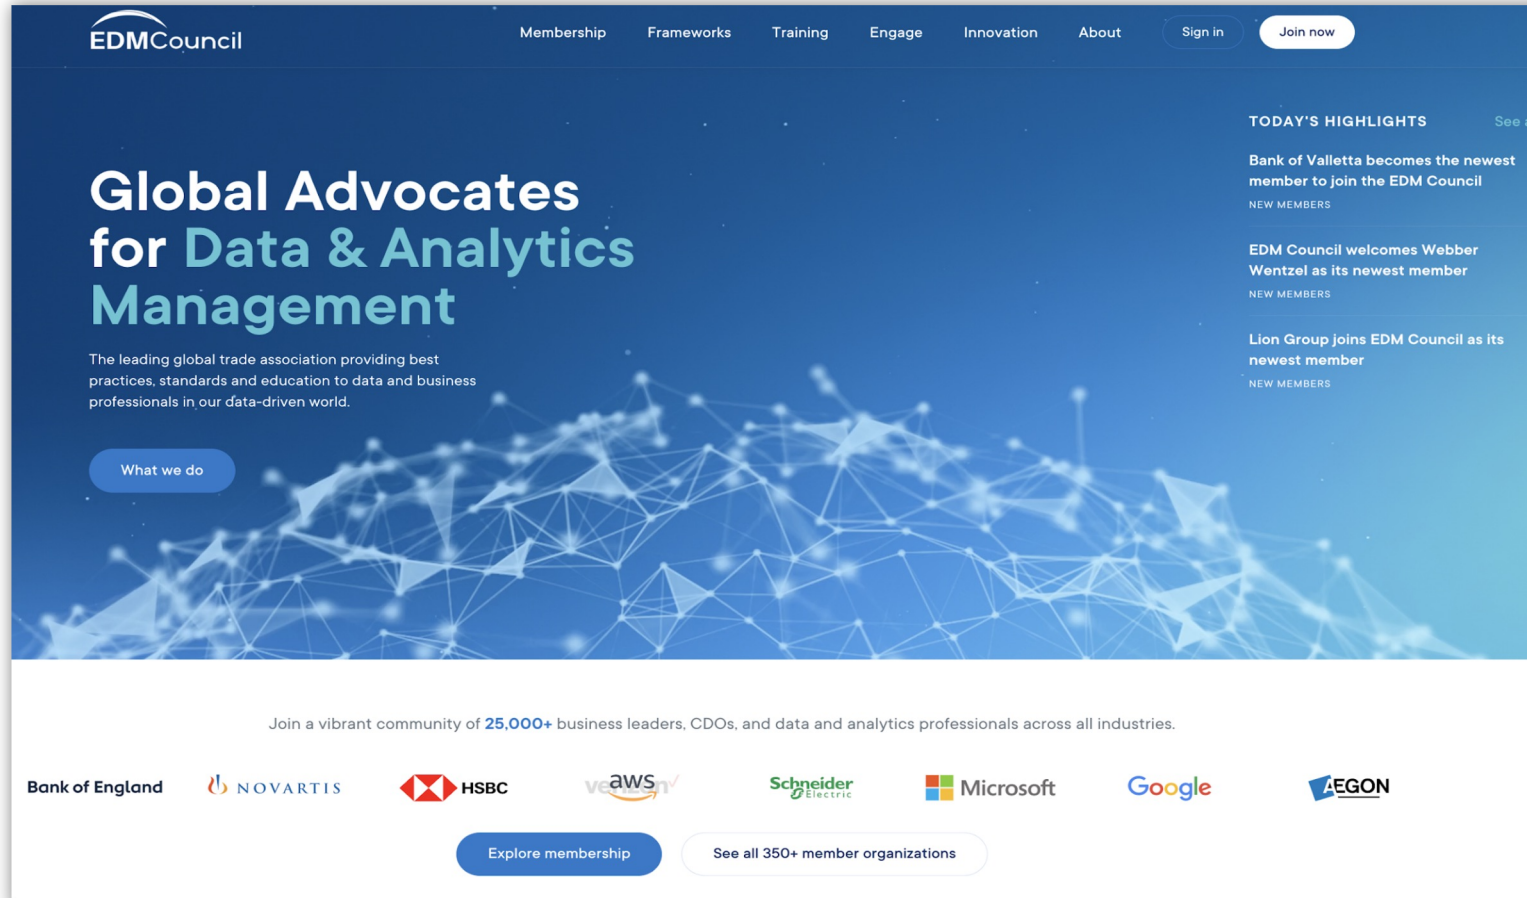 EDMCouncil
Membership
Frameworks
Training
Engage
Innovation
About
Sign in
Join now
Global Advocates
for Data & Analytics
Management
The leading global trade association providing best
practices, standards and education to data and business
professionals in our data-driven world.
What we do
TODAY'S HIGHLIGHTS
See
Bank of Valletta becomes the newest
member to join the EDM Council
NEW MEMBERS
EDM Council welcomes Webber
Wentzel as its newest member
NEW MEMBERS
Lion Group joins EDM Council as its
newest member
NEW MEMBERS
Join a vibrant community of 25,000+ business leaders, CDOs, and data and analytics professionals across all industries.
Bank of England
NOVARTIS
HSBC
verizon
aws
Schneider
Electric
Microsoft
Google
AEGON
Explore membership
See all 350+ member organizations